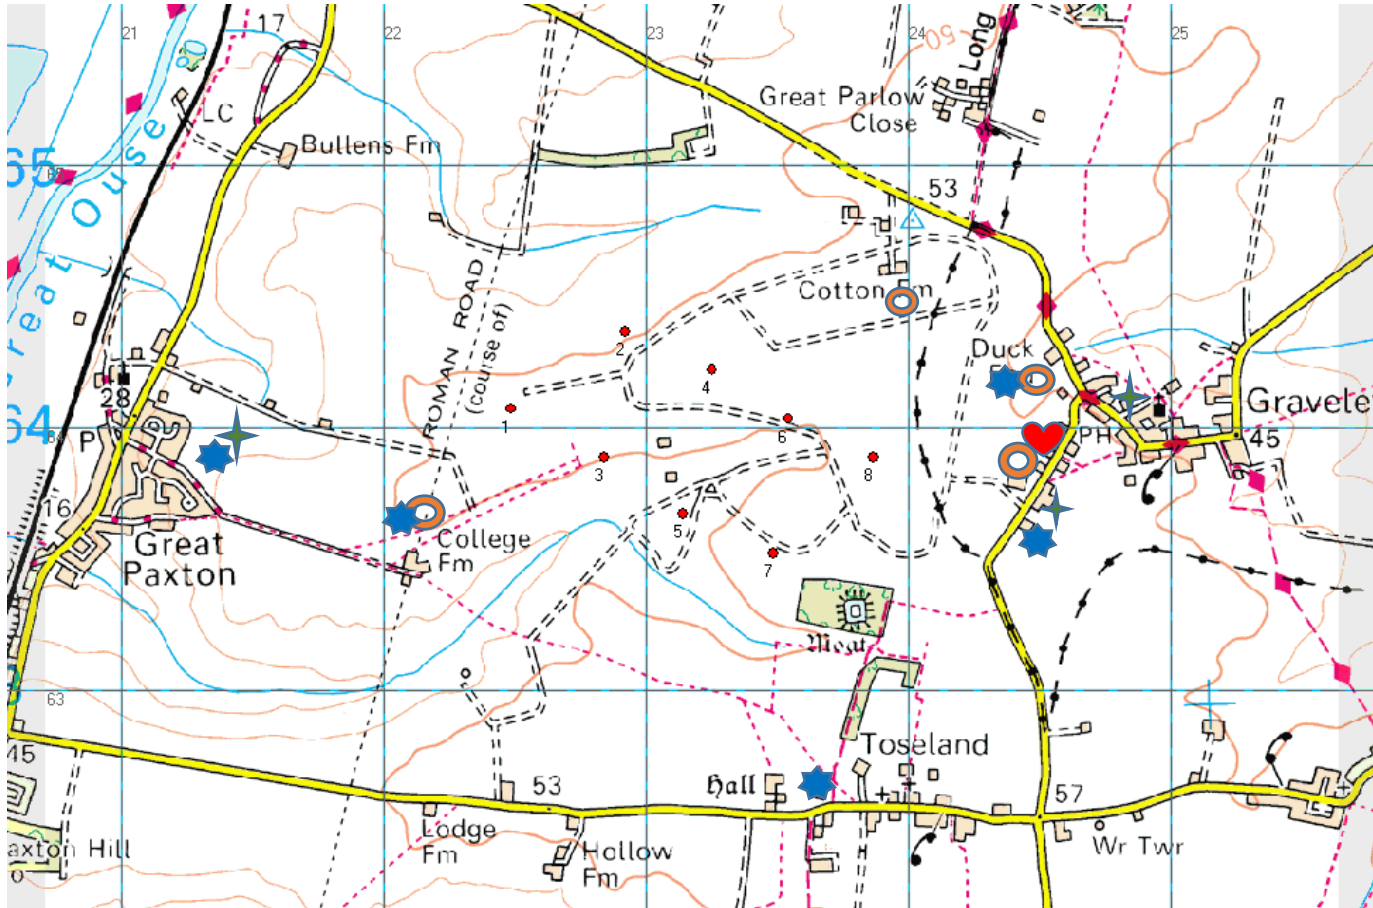 21
22
23
24
25
17
50
Long
LC
Great Parlow
Close
Bullens Fm
65
Great Ouse
53
ROMAN ROAD
(course of)
Cotton Fm
2
Duck
4
28
1
64
P
6
PH
Graveley
45
3
8
16
5
College
Fm
Great
Paxton
7
Moat
63
45
Toseland
Hall
53
57
Lodge
Fm
Hollow
Fm
Wr Twr
axton Hill